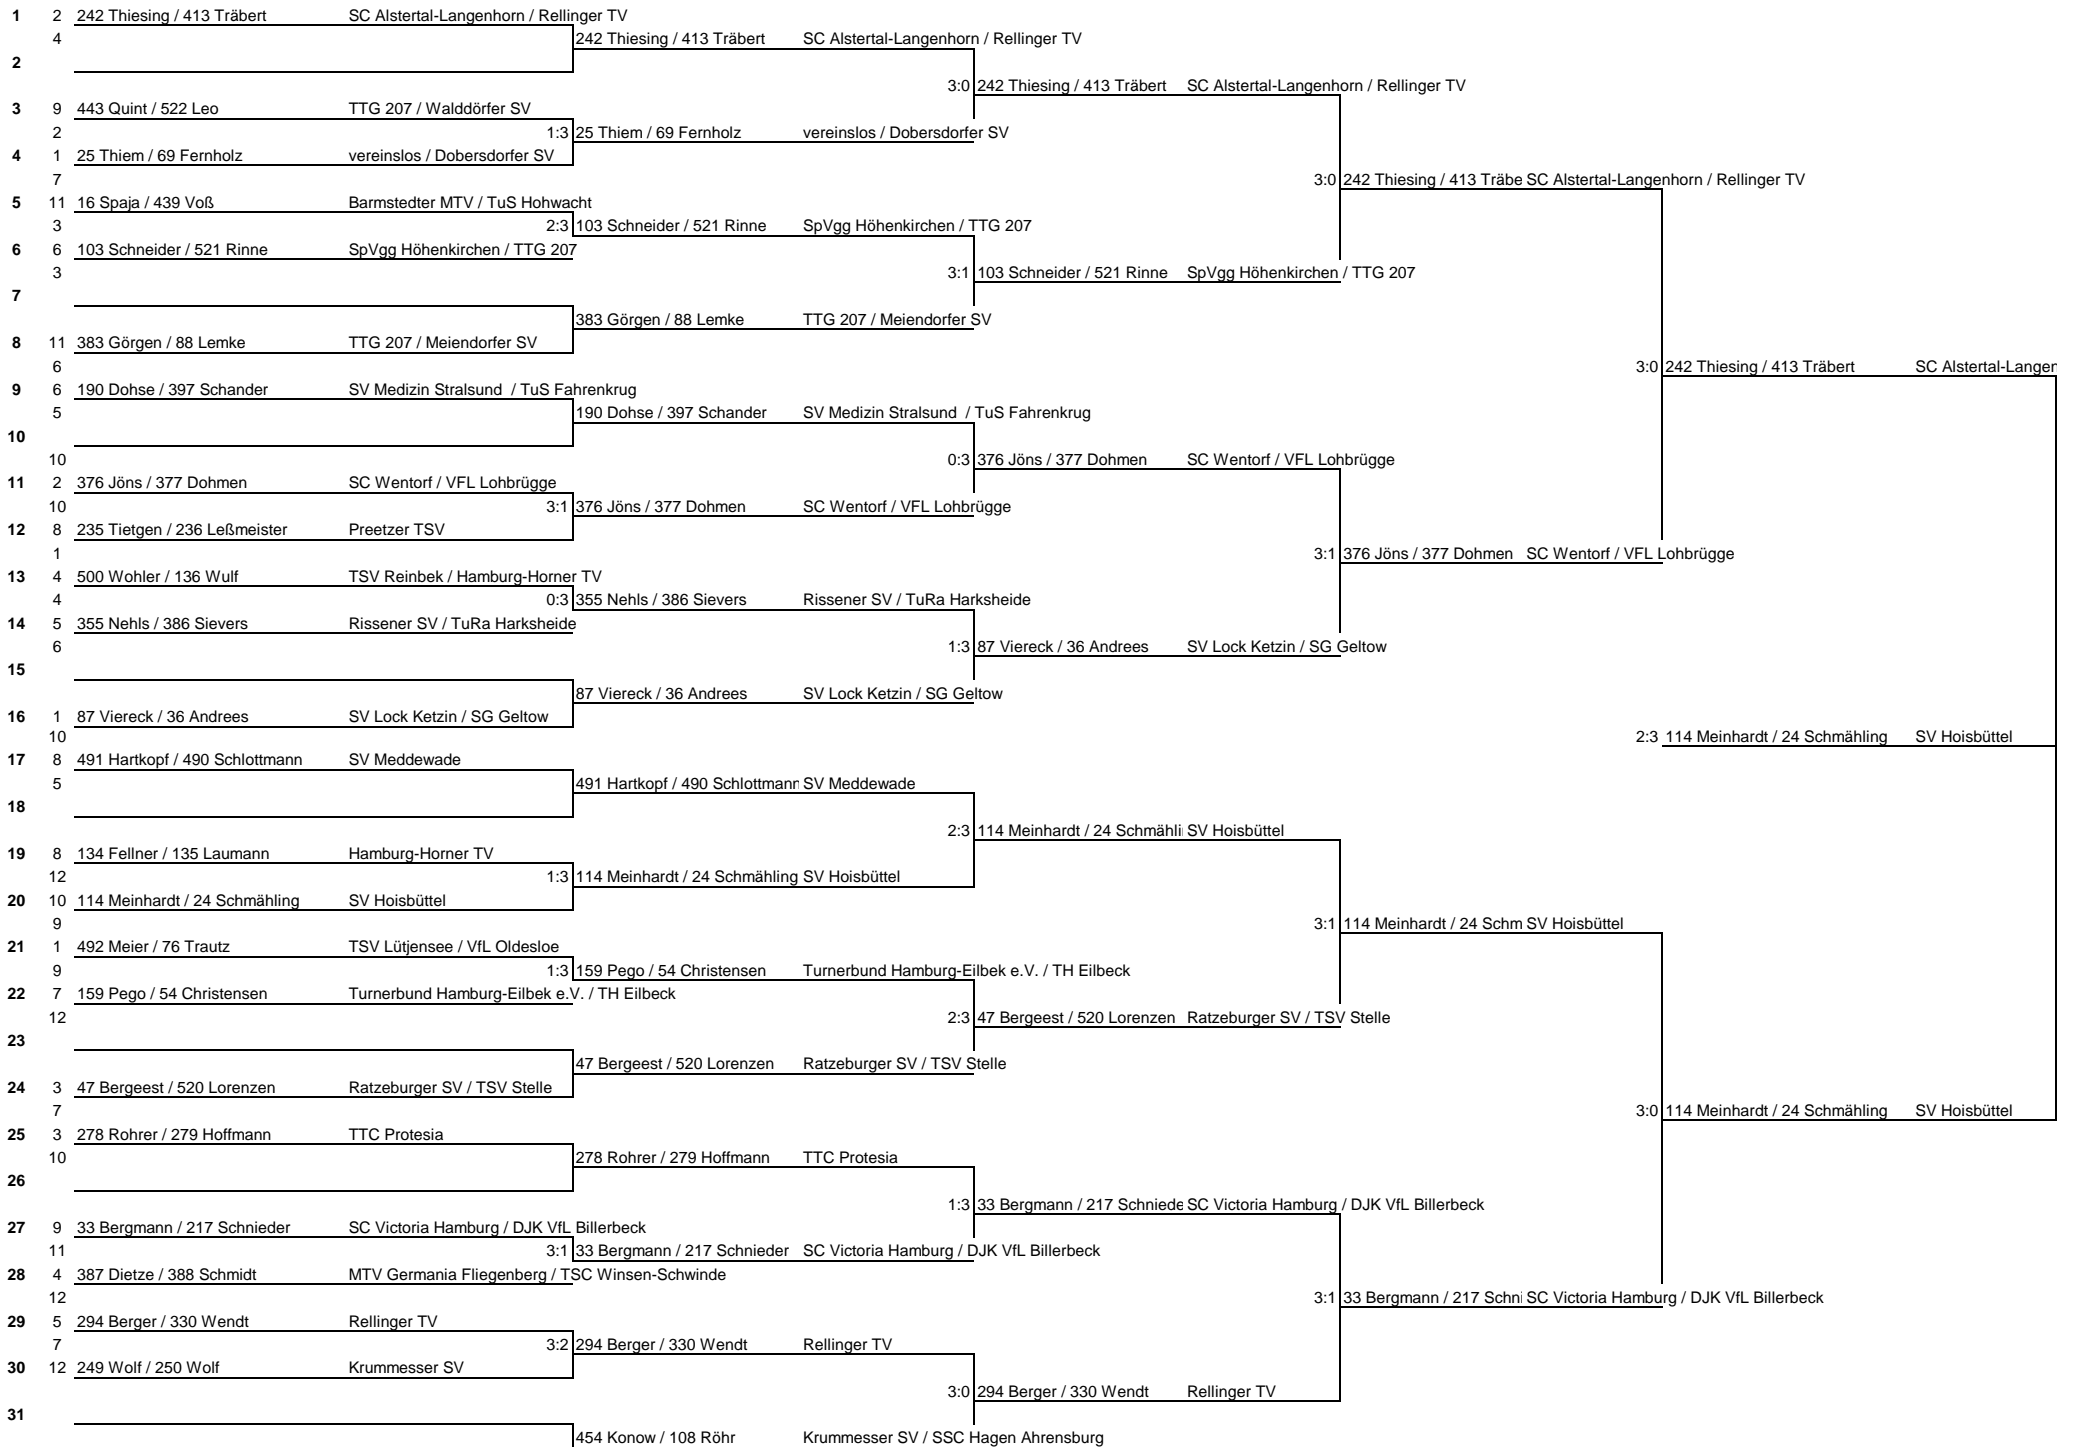 1 2 242 Thiesing / 413 Träbert SC Alstertal-Langenhorn / Rellinger TV
4 242 Thiesing / 413 Träbert SC Alstertal-Langenhorn / Rellinger TV
2
3:0 242 Thiesing / 413 Träbert SC Alstertal-Langenhorn / Rellinger TV
3 9 443 Quint / 522 Leo TTG 207 / Walddörfer SV
2 1:3 25 Thiem / 69 Fernholz vereinslos / Dobersdorfer SV
4 1 25 Thiem / 69 Fernholz vereinslos / Dobersdorfer SV
7 3:0 242 Thiesing / 413 Träbe SC Alstertal-Langenhorn / Rellinger TV
5 11 16 Spaja / 439 Voß Barmstedter MTV / TuS Hohwacht
3 2:3 103 Schneider / 521 Rinne SpVgg Höhenkirchen / TTG 207
6 6 103 Schneider / 521 Rinne SpVgg Höhenkirchen / TTG 207
3 3:1 103 Schneider / 521 Rinne SpVgg Höhenkirchen / TTG 207
7
383 Görgen / 88 Lemke TTG 207 / Meiendorfer SV
8 11 383 Görgen / 88 Lemke TTG 207 / Meiendorfer SV
6 3:0 242 Thiesing / 413 Träbert SC Alstertal-Langen
9 6 190 Dohse / 397 Schander SV Medizin Stralsund / TuS Fahrenkrug
5 190 Dohse / 397 Schander SV Medizin Stralsund / TuS Fahrenkrug
10
10 0:3 376 Jöns / 377 Dohmen SC Wentorf / VFL Lohbrügge
11 2 376 Jöns / 377 Dohmen SC Wentorf / VFL Lohbrügge
10 3:1 376 Jöns / 377 Dohmen SC Wentorf / VFL Lohbrügge
12 8 235 Tietgen / 236 Leßmeister Preetzer TSV
1 3:1 376 Jöns / 377 Dohmen SC Wentorf / VFL Lohbrügge
13 4 500 Wohler / 136 Wulf TSV Reinbek / Hamburg-Horner TV
4 0:3 355 Nehls / 386 Sievers Rissener SV / TuRa Harksheide
14 5 355 Nehls / 386 Sievers Rissener SV / TuRa Harksheide
6 1:3 87 Viereck / 36 Andrees SV Lock Ketzin / SG Geltow
15
87 Viereck / 36 Andrees SV Lock Ketzin / SG Geltow
16 1 87 Viereck / 36 Andrees SV Lock Ketzin / SG Geltow
10 2:3 114 Meinhardt / 24 Schmähling SV Hoisbüttel
17 8 491 Hartkopf / 490 Schlottmann SV Meddewade
5 491 Hartkopf / 490 Schlottmann SV Meddewade
18
2:3 114 Meinhardt / 24 Schmähli SV Hoisbüttel
19 8 134 Fellner / 135 Laumann Hamburg-Horner TV
12 1:3 114 Meinhardt / 24 Schmähling SV Hoisbüttel
20 10 114 Meinhardt / 24 Schmähling SV Hoisbüttel
9 3:1 114 Meinhardt / 24 Schm SV Hoisbüttel
21 1 492 Meier / 76 Trautz TSV Lütjensee / VfL Oldesloe
9 1:3 159 Pego / 54 Christensen Turnerbund Hamburg-Eilbek e.V. / TH Eilbeck
22 7 159 Pego / 54 Christensen Turnerbund Hamburg-Eilbek e.V. / TH Eilbeck
12 2:3 47 Bergeest / 520 Lorenzen Ratzeburger SV / TSV Stelle
23
47 Bergeest / 520 Lorenzen Ratzeburger SV / TSV Stelle
24 3 47 Bergeest / 520 Lorenzen Ratzeburger SV / TSV Stelle
7 3:0 114 Meinhardt / 24 Schmähling SV Hoisbüttel
25 3 278 Rohrer / 279 Hoffmann TTC Protesia
10 278 Rohrer / 279 Hoffmann TTC Protesia
26
1:3 33 Bergmann / 217 Schniede SC Victoria Hamburg / DJK VfL Billerbeck
27 9 33 Bergmann / 217 Schnieder SC Victoria Hamburg / DJK VfL Billerbeck
11 3:1 33 Bergmann / 217 Schnieder SC Victoria Hamburg / DJK VfL Billerbeck
28 4 387 Dietze / 388 Schmidt MTV Germania Fliegenberg / TSC Winsen-Schwinde
12 3:1 33 Bergmann / 217 Schni SC Victoria Hamburg / DJK VfL Billerbeck
29 5 294 Berger / 330 Wendt Rellinger TV
7 3:2 294 Berger / 330 Wendt Rellinger TV
30 12 249 Wolf / 250 Wolf Krummesser SV
3:0 294 Berger / 330 Wendt Rellinger TV
31
454 Konow / 108 Röhr Krummesser SV / SSC Hagen Ahrensburg